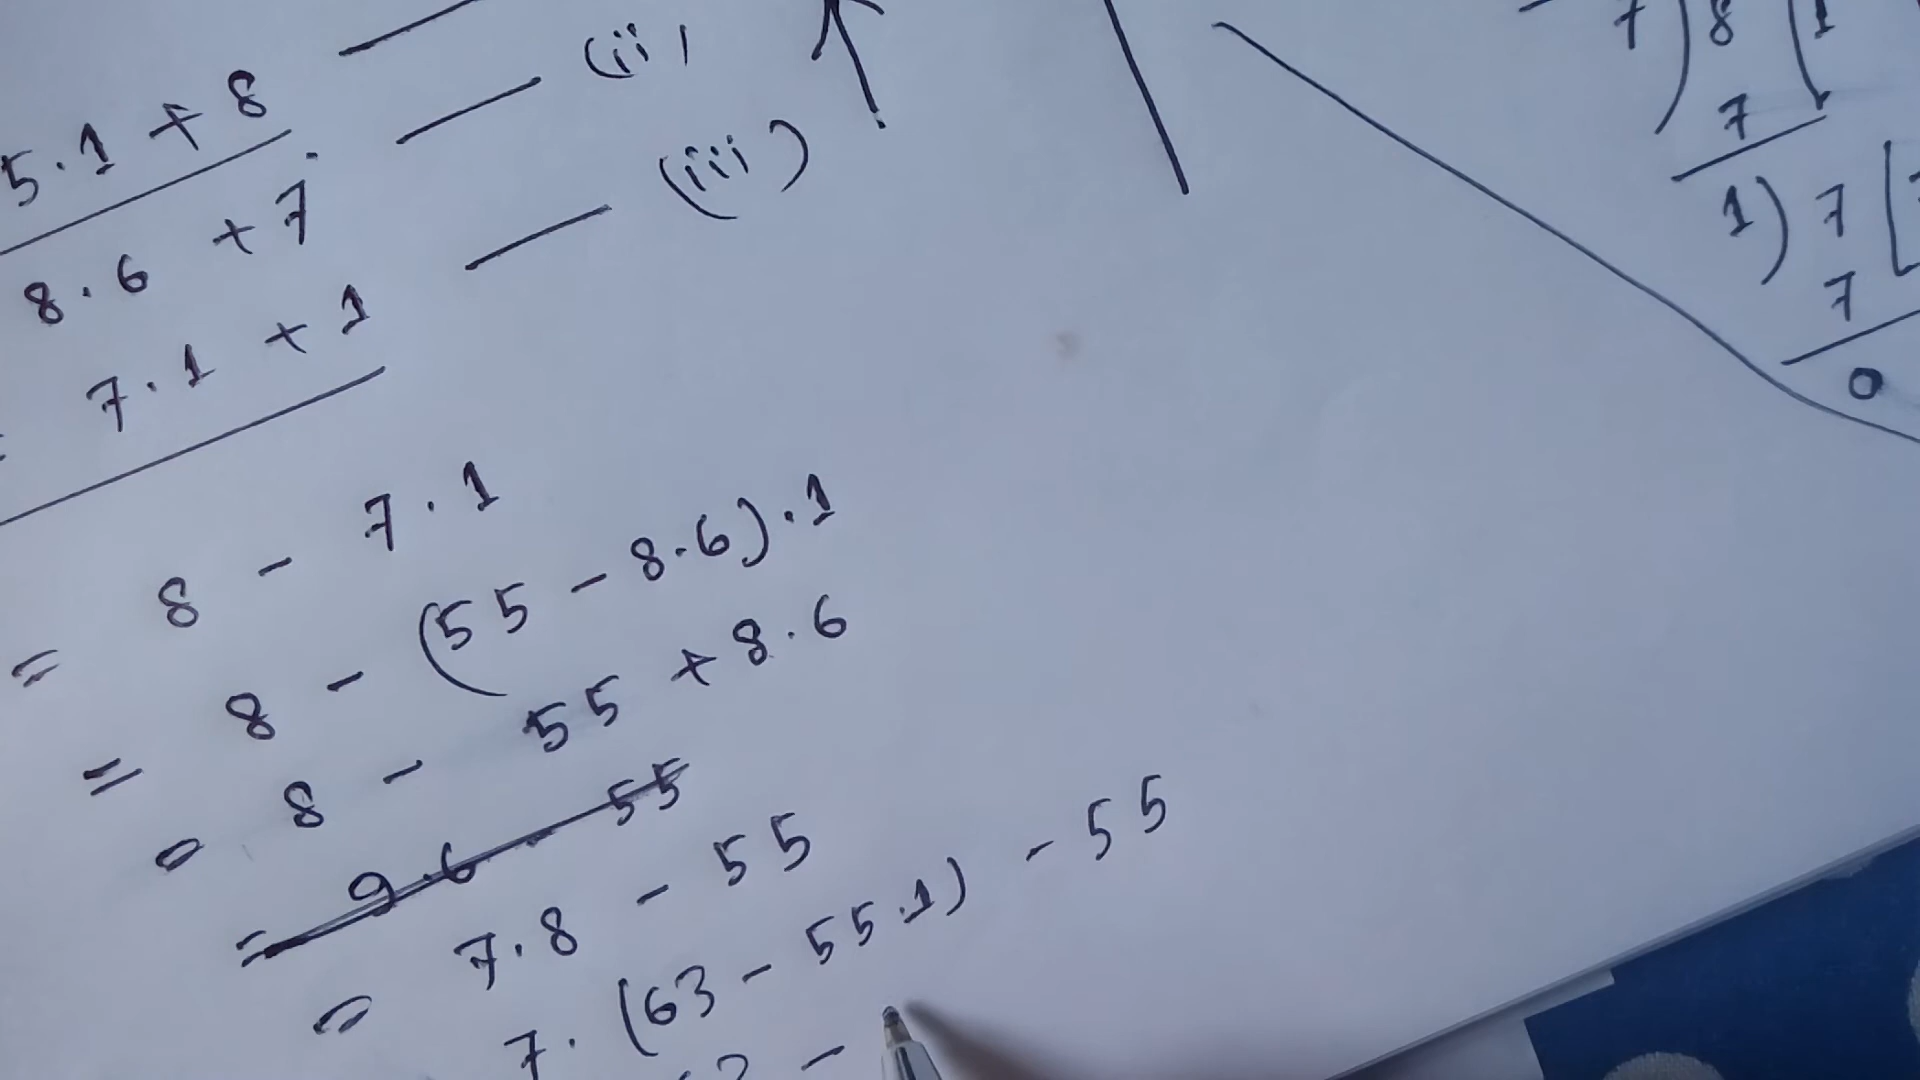 5.1 + 8 (ii)
8.6 + 7 (iii)
= 7.1 + 1
= 8 - 7.1
= 8 - (55 - 8.6).1
= 8 - 55 + 8.6
= 9.6 - 55
= 7.8 - 55
7.(63 - 55.1) - 55
7) 8 (1
7
1) 7 (
7
0